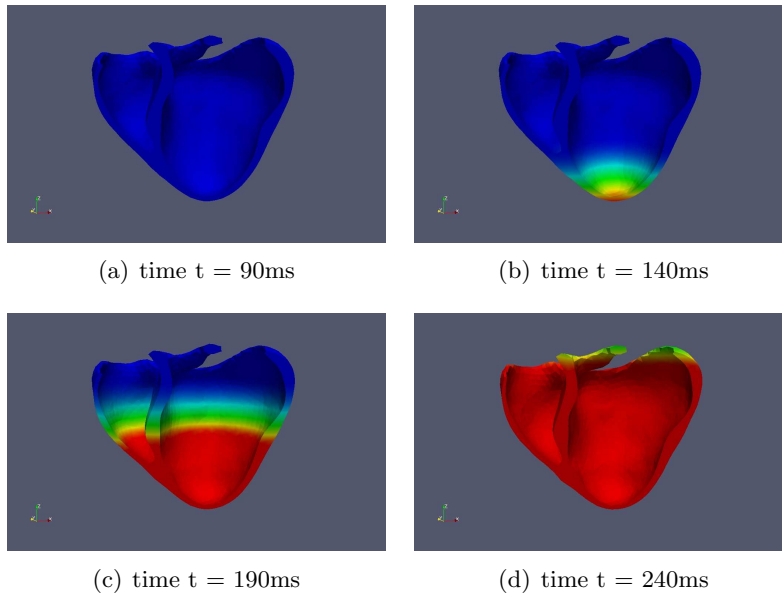 (a) time t = 90ms
(b) time t = 140ms
(c) time t = 190ms
(d) time t = 240ms